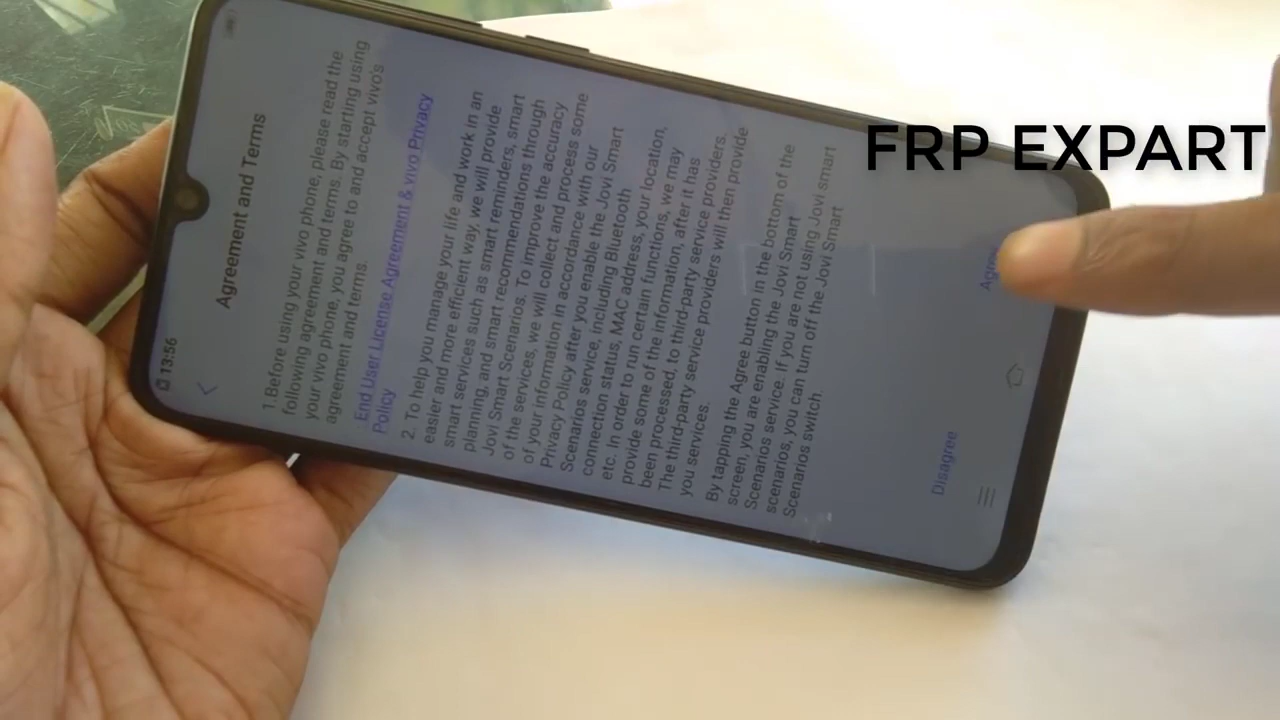 FRP EXPART
13:56
Agreement and Terms
1.Before using your vivo phone, please read the
following agreement and terms. By starting using
your vivo phone, you agree to and accept vivo's
agreement and terms.
End User License Agreement & vivo Privacy
Policy
2. To help you manage your life and work in an
easier and more efficient way, we will provide
smart services such as smart reminders, smart
planning, and smart recommendations through
Jovi Smart Scenarios. To improve the accuracy
of the services, we will collect and process some
of your information in accordance with our
Privacy Policy after you enable the Jovi Smart
Scenarios service, including Bluetooth
connection status, MAC address, your location,
etc. In order to run certain functions, we may
provide some of the information, after it has
been processed, to third-party service providers.
The third-party service providers will then provide
you services.
By tapping the Agree button in the bottom of the
screen, you are enabling the Jovi Smart
Scenarios service. If you are not using Jovi smart
scenarios, you can turn off the Jovi Smart
Scenarios switch.
Disagree